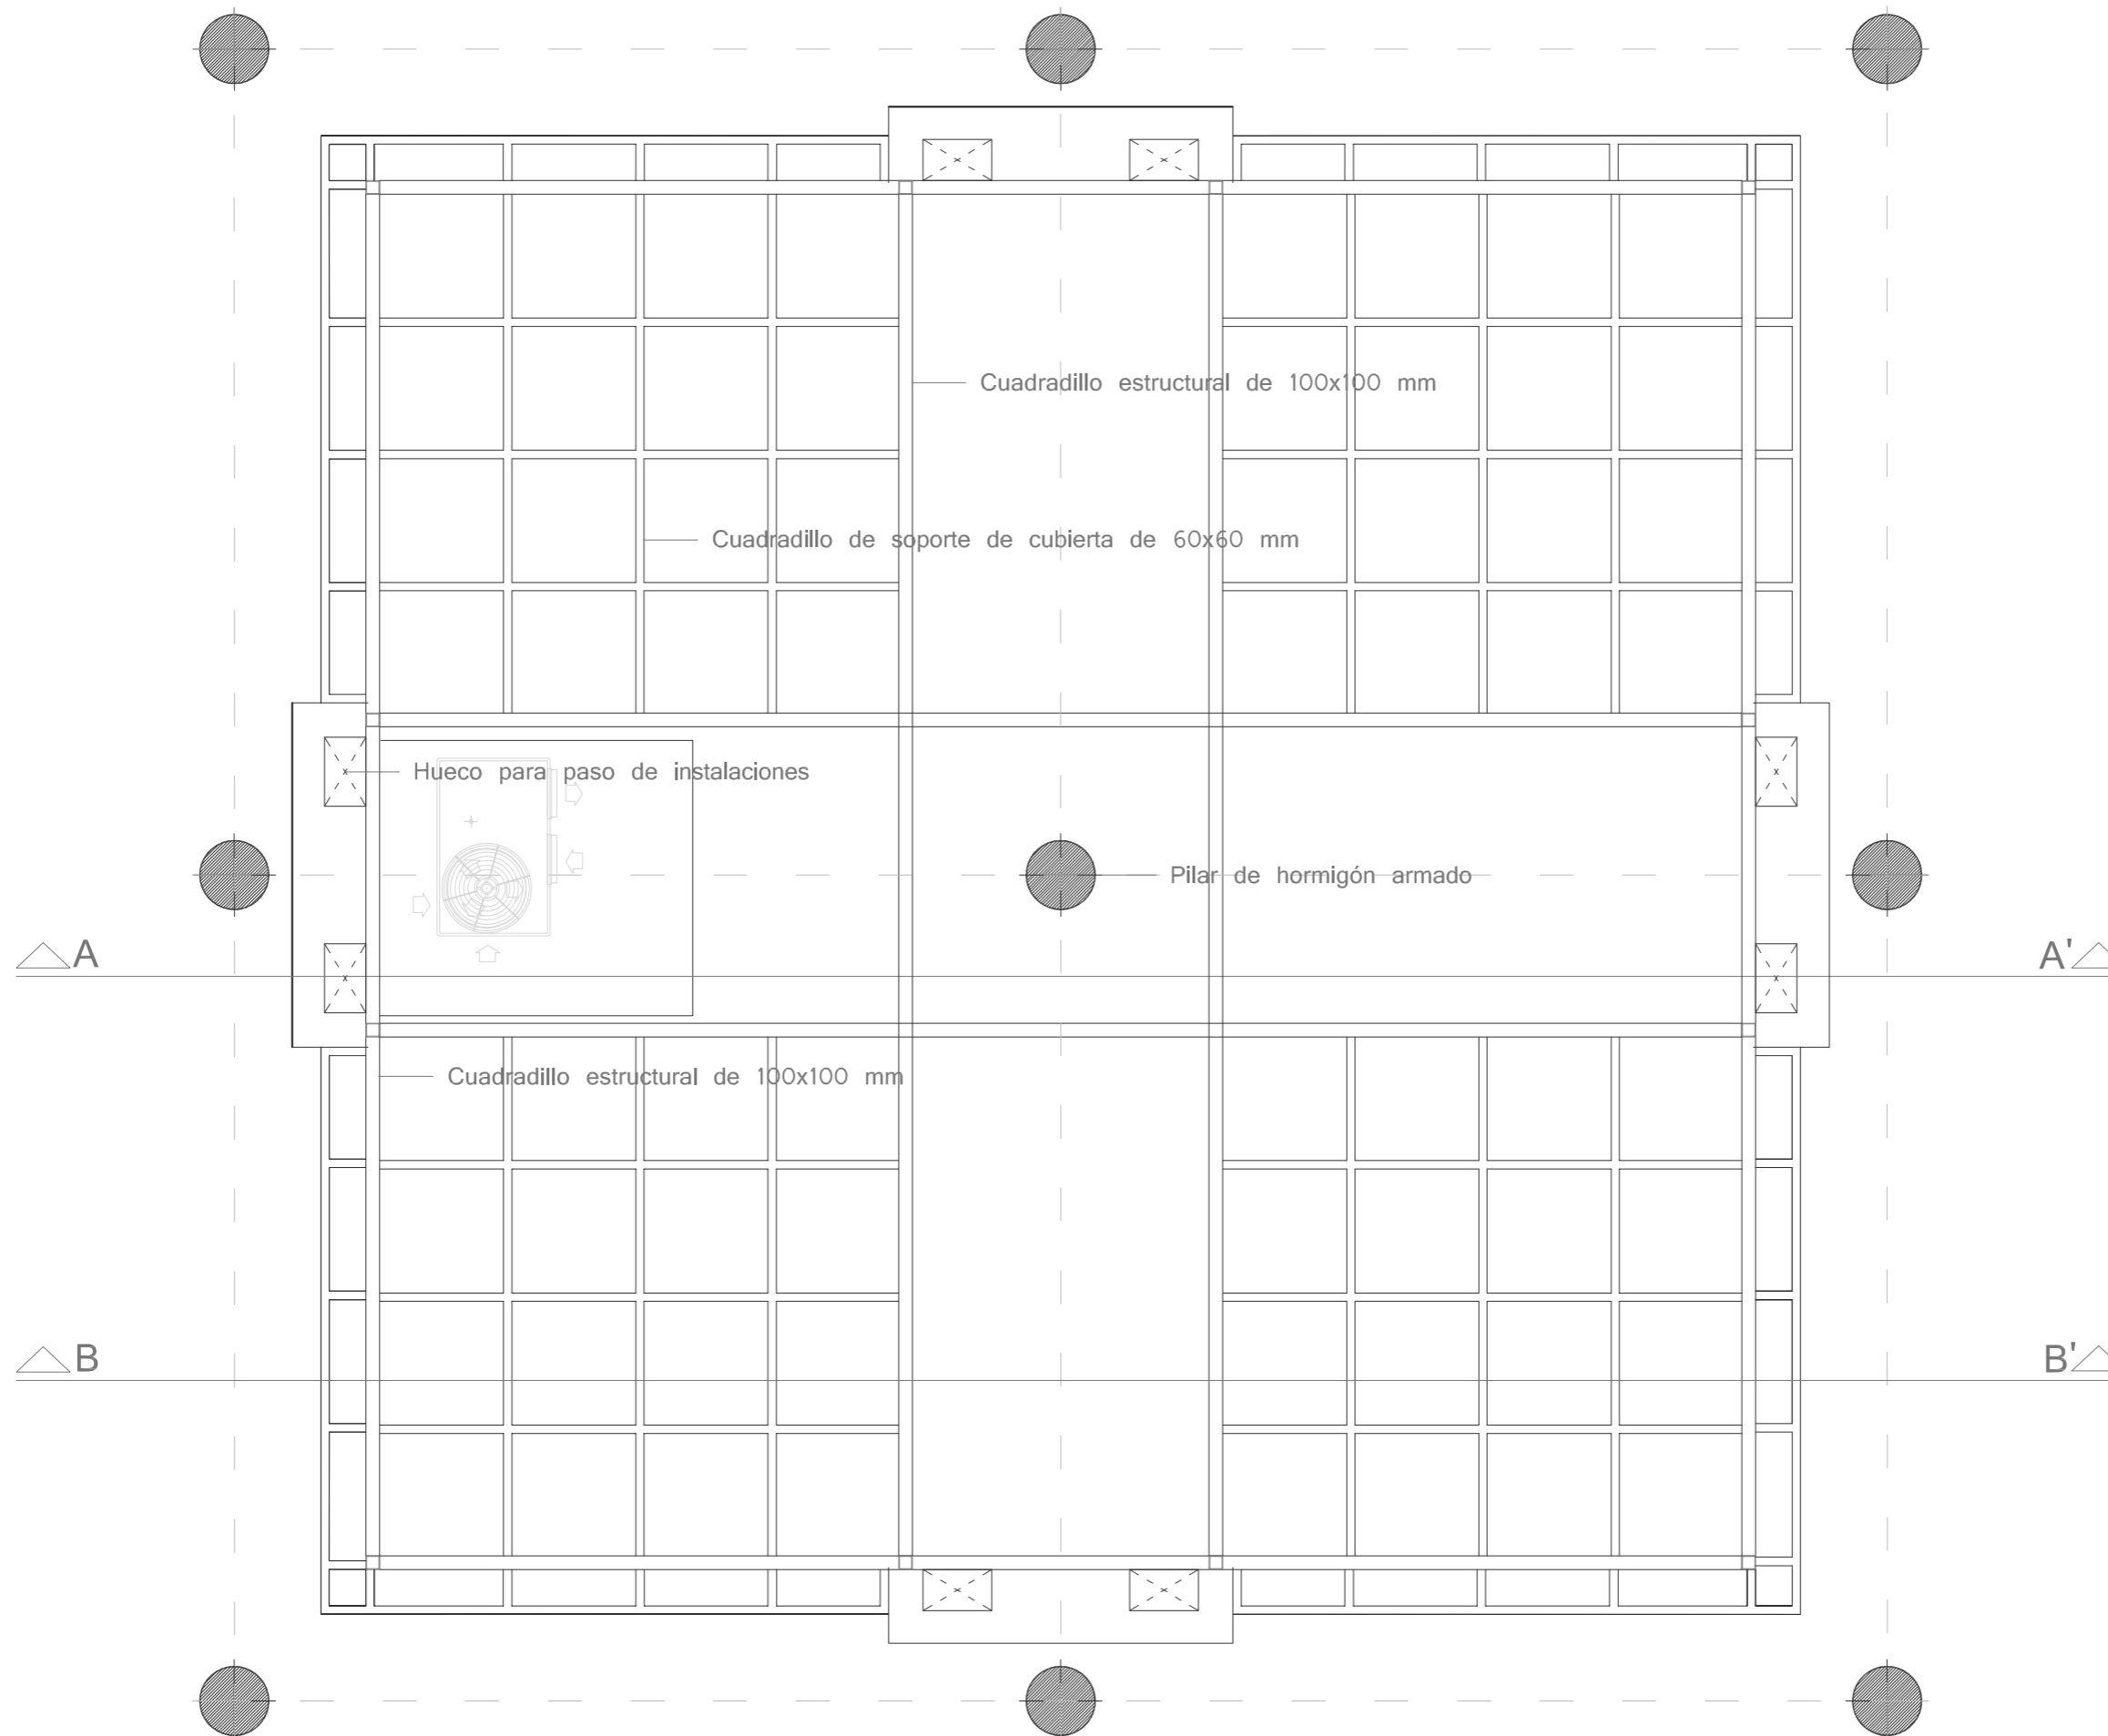 Cuadradillo estructural de 100x100 mm
Cuadradillo de soporte de cubierta de 60x60 mm
Hueco para paso de instalaciones
Pilar de hormigón armado
A
A'
Cuadradillo estructural de 100x100 mm
B
B'